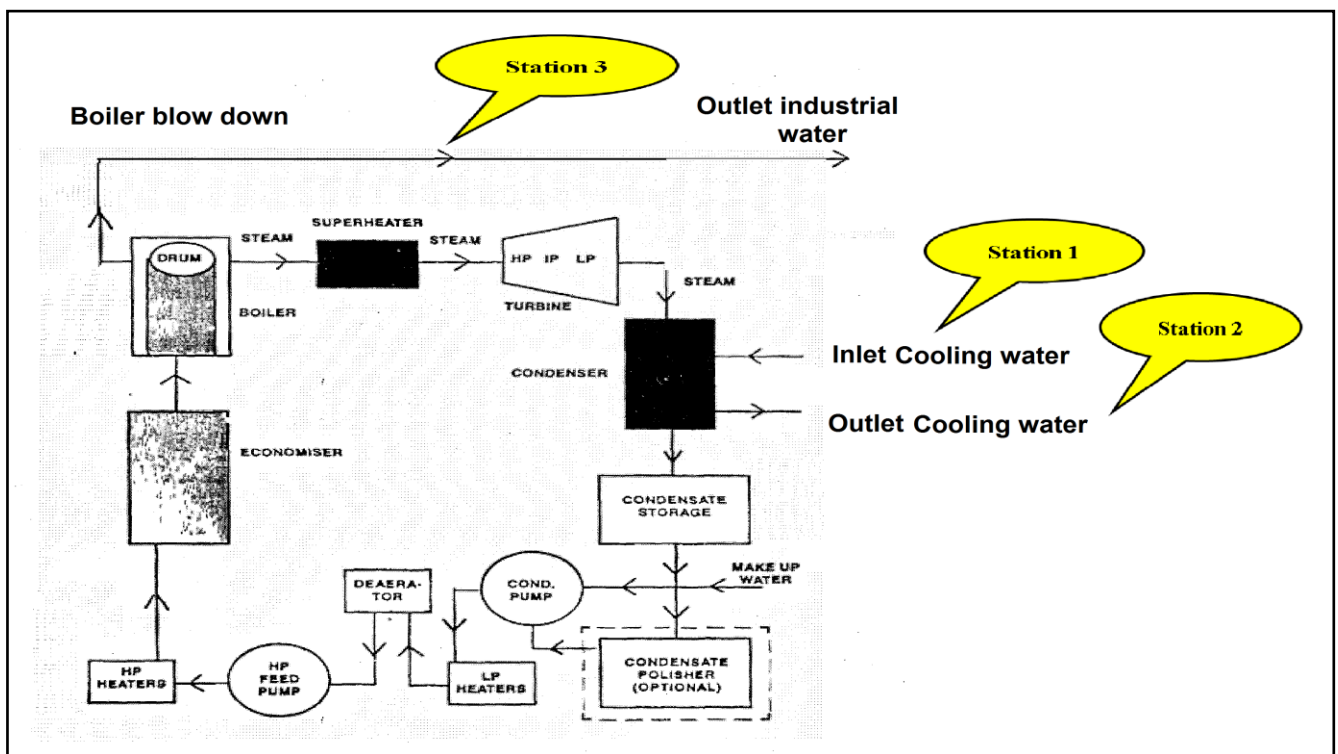 Station 3
Boiler blow down
Outlet industrial
water
SUPERHEATER
STEAM
STEAM
DRUM
HP IP LP
STEAM
BOILER
TURBINE
Station 1
Station 2
Inlet Cooling water
CONDENSER
Outlet Cooling water
ECONOMISER
CONDENSATE
STORAGE
MAKE UP
WATER
DEAERA-
TOR
COND.
PUMP
HP
HEATERS
HP
FEED
PUMP
LP
HEATERS
CONDENSATE
POLISHER
(OPTIONAL)